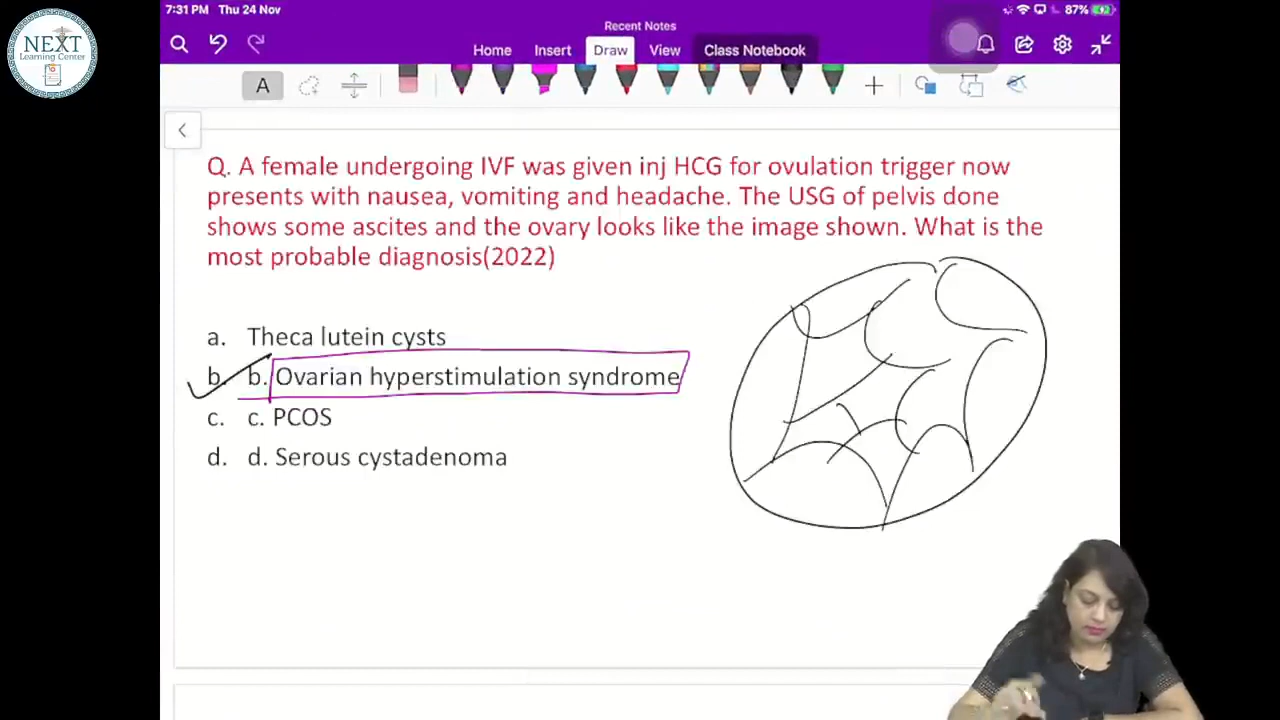 7:31 PM Thu 24 Nov
87%
Recent Notes
NEXT
Learning Center
Home Insert Draw View Class Notebook
A
Q. A female undergoing IVF was given inj HCG for ovulation trigger now
presents with nausea, vomiting and headache. The USG of pelvis done
shows some ascites and the ovary looks like the image shown. What is the
most probable diagnosis(2022)
a. Theca lutein cysts
b. b. Ovarian hyperstimulation syndrome
c. c. PCOS
d. d. Serous cystadenoma